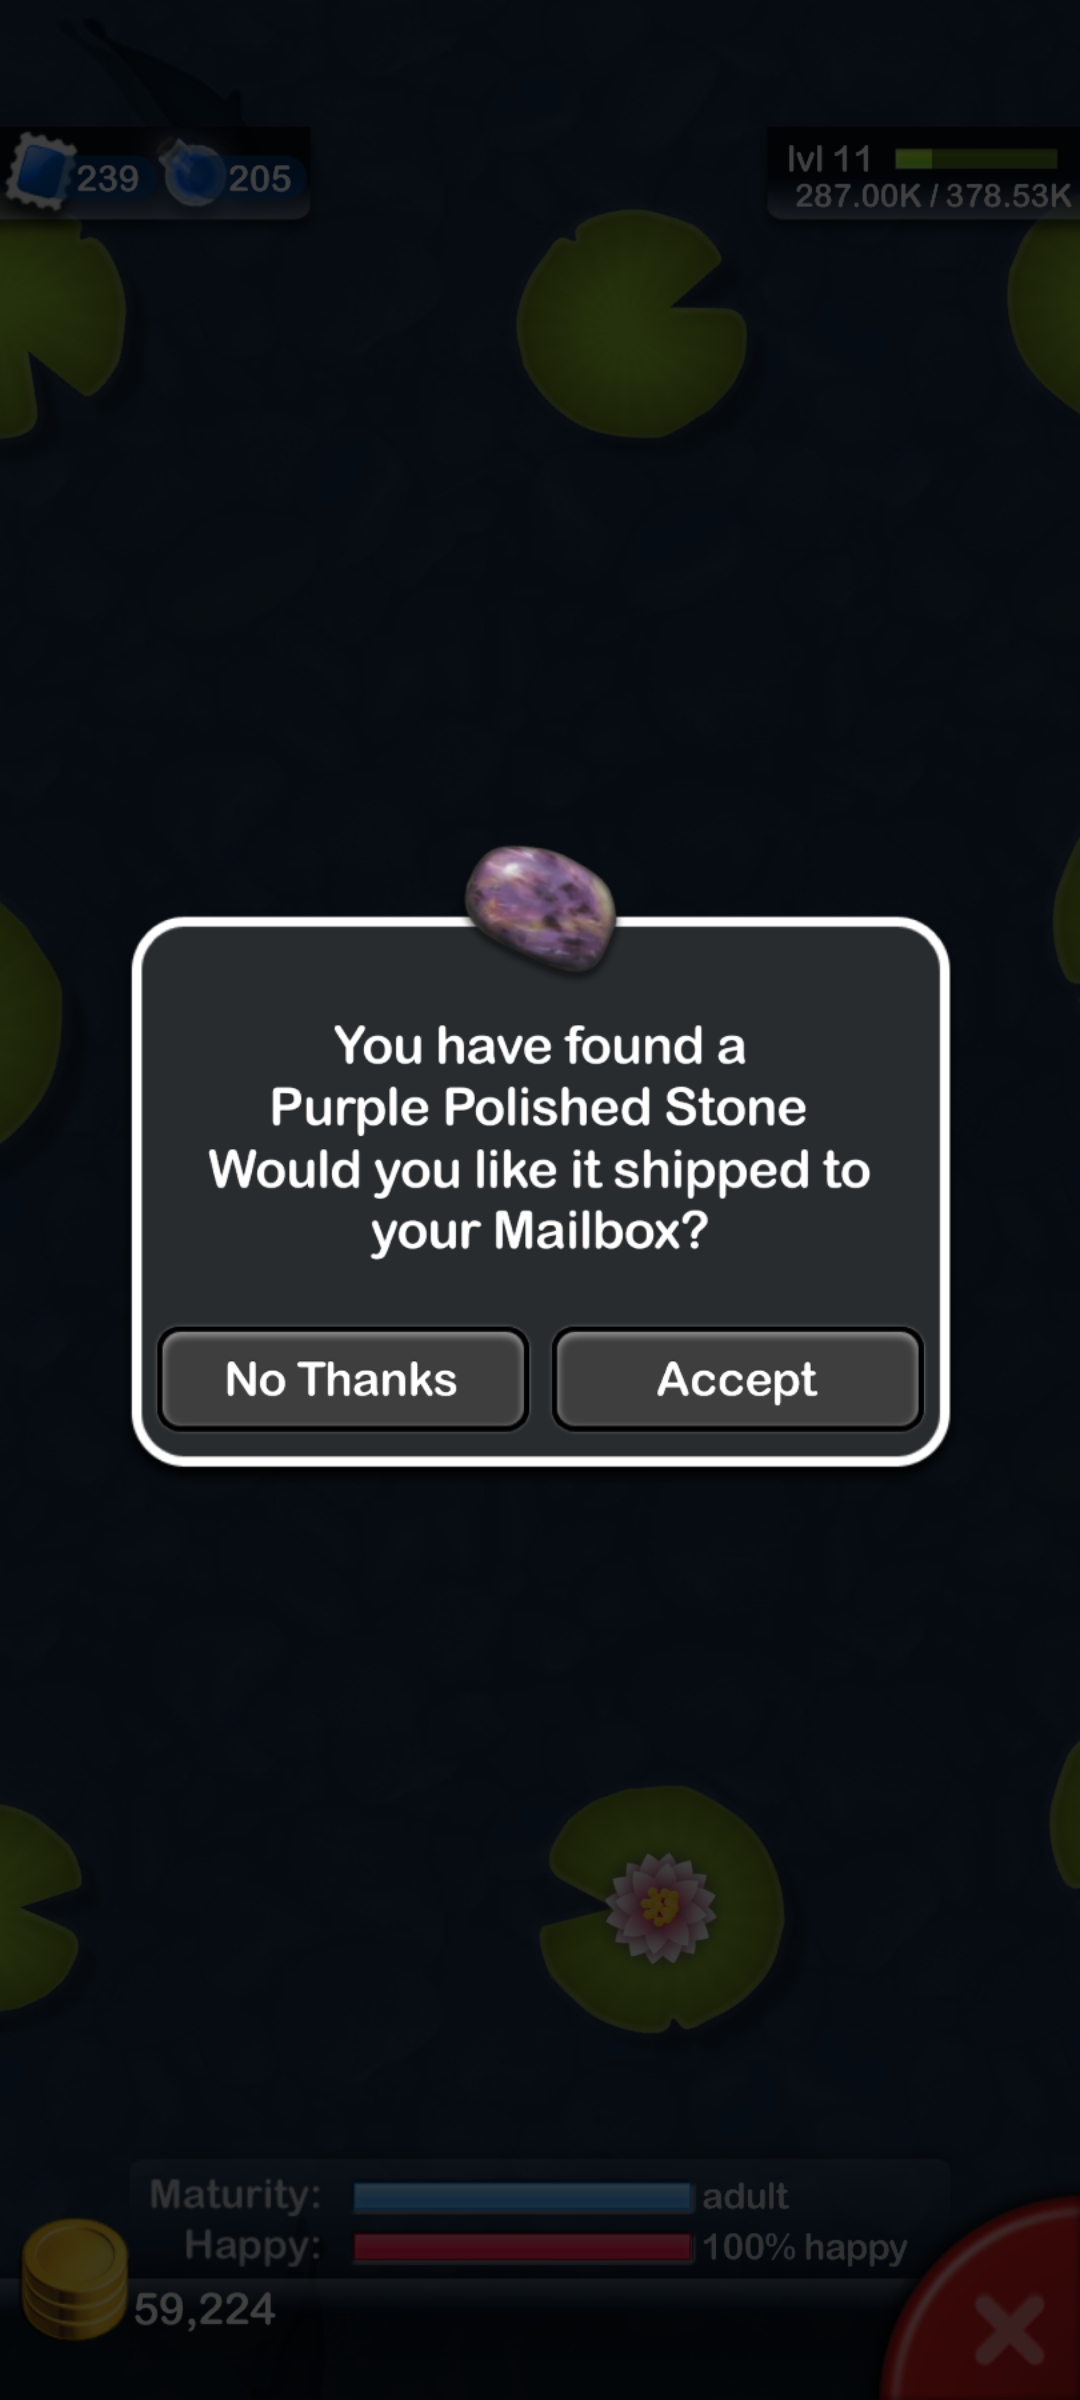 239
205
lvl 11
287.00K / 378.53K
You have found a
Purple Polished Stone
Would you like it shipped to
your Mailbox?
No Thanks
Accept
Maturity:
adult
Happy:
100% happy
59,224